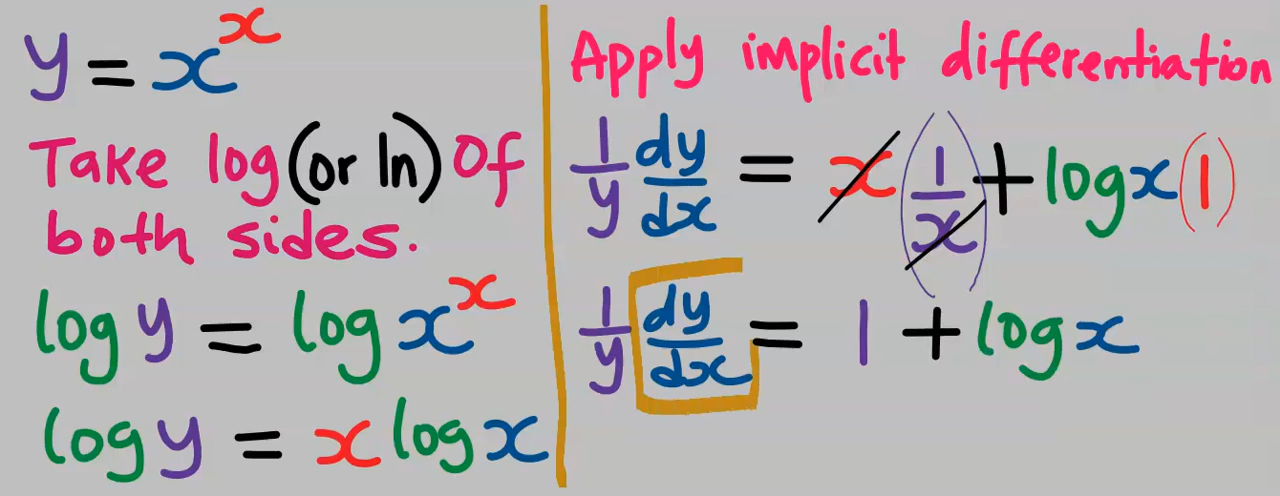 y = x^x
Take log (or ln) Of
both sides.
log y = log x^x
log y = x log x
Apply implicit differentiation
1/y dy/dx = x (1/x) + log x (1)
1/y dy/dx = 1 + log x